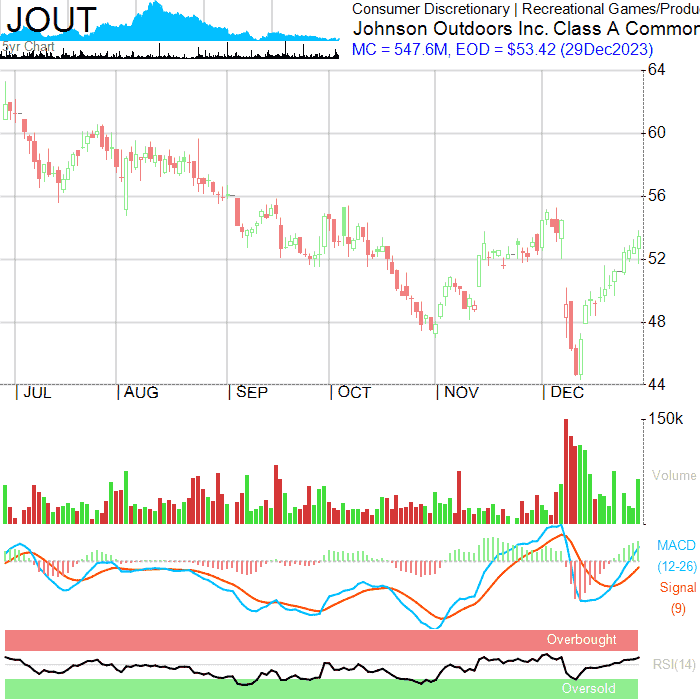 JOUT
5yr Chart
Consumer Discretionary | Recreational Games/Produ
Johnson Outdoors Inc. Class A Common
MC = 547.6M, EOD = $53.42 (29Dec2023)
64
60
56
52
48
44
JUL AUG SEP OCT NOV DEC
150k
Volume
MACD
(12-26)
Signal
(9)
Overbought
RSI(14)
Oversold